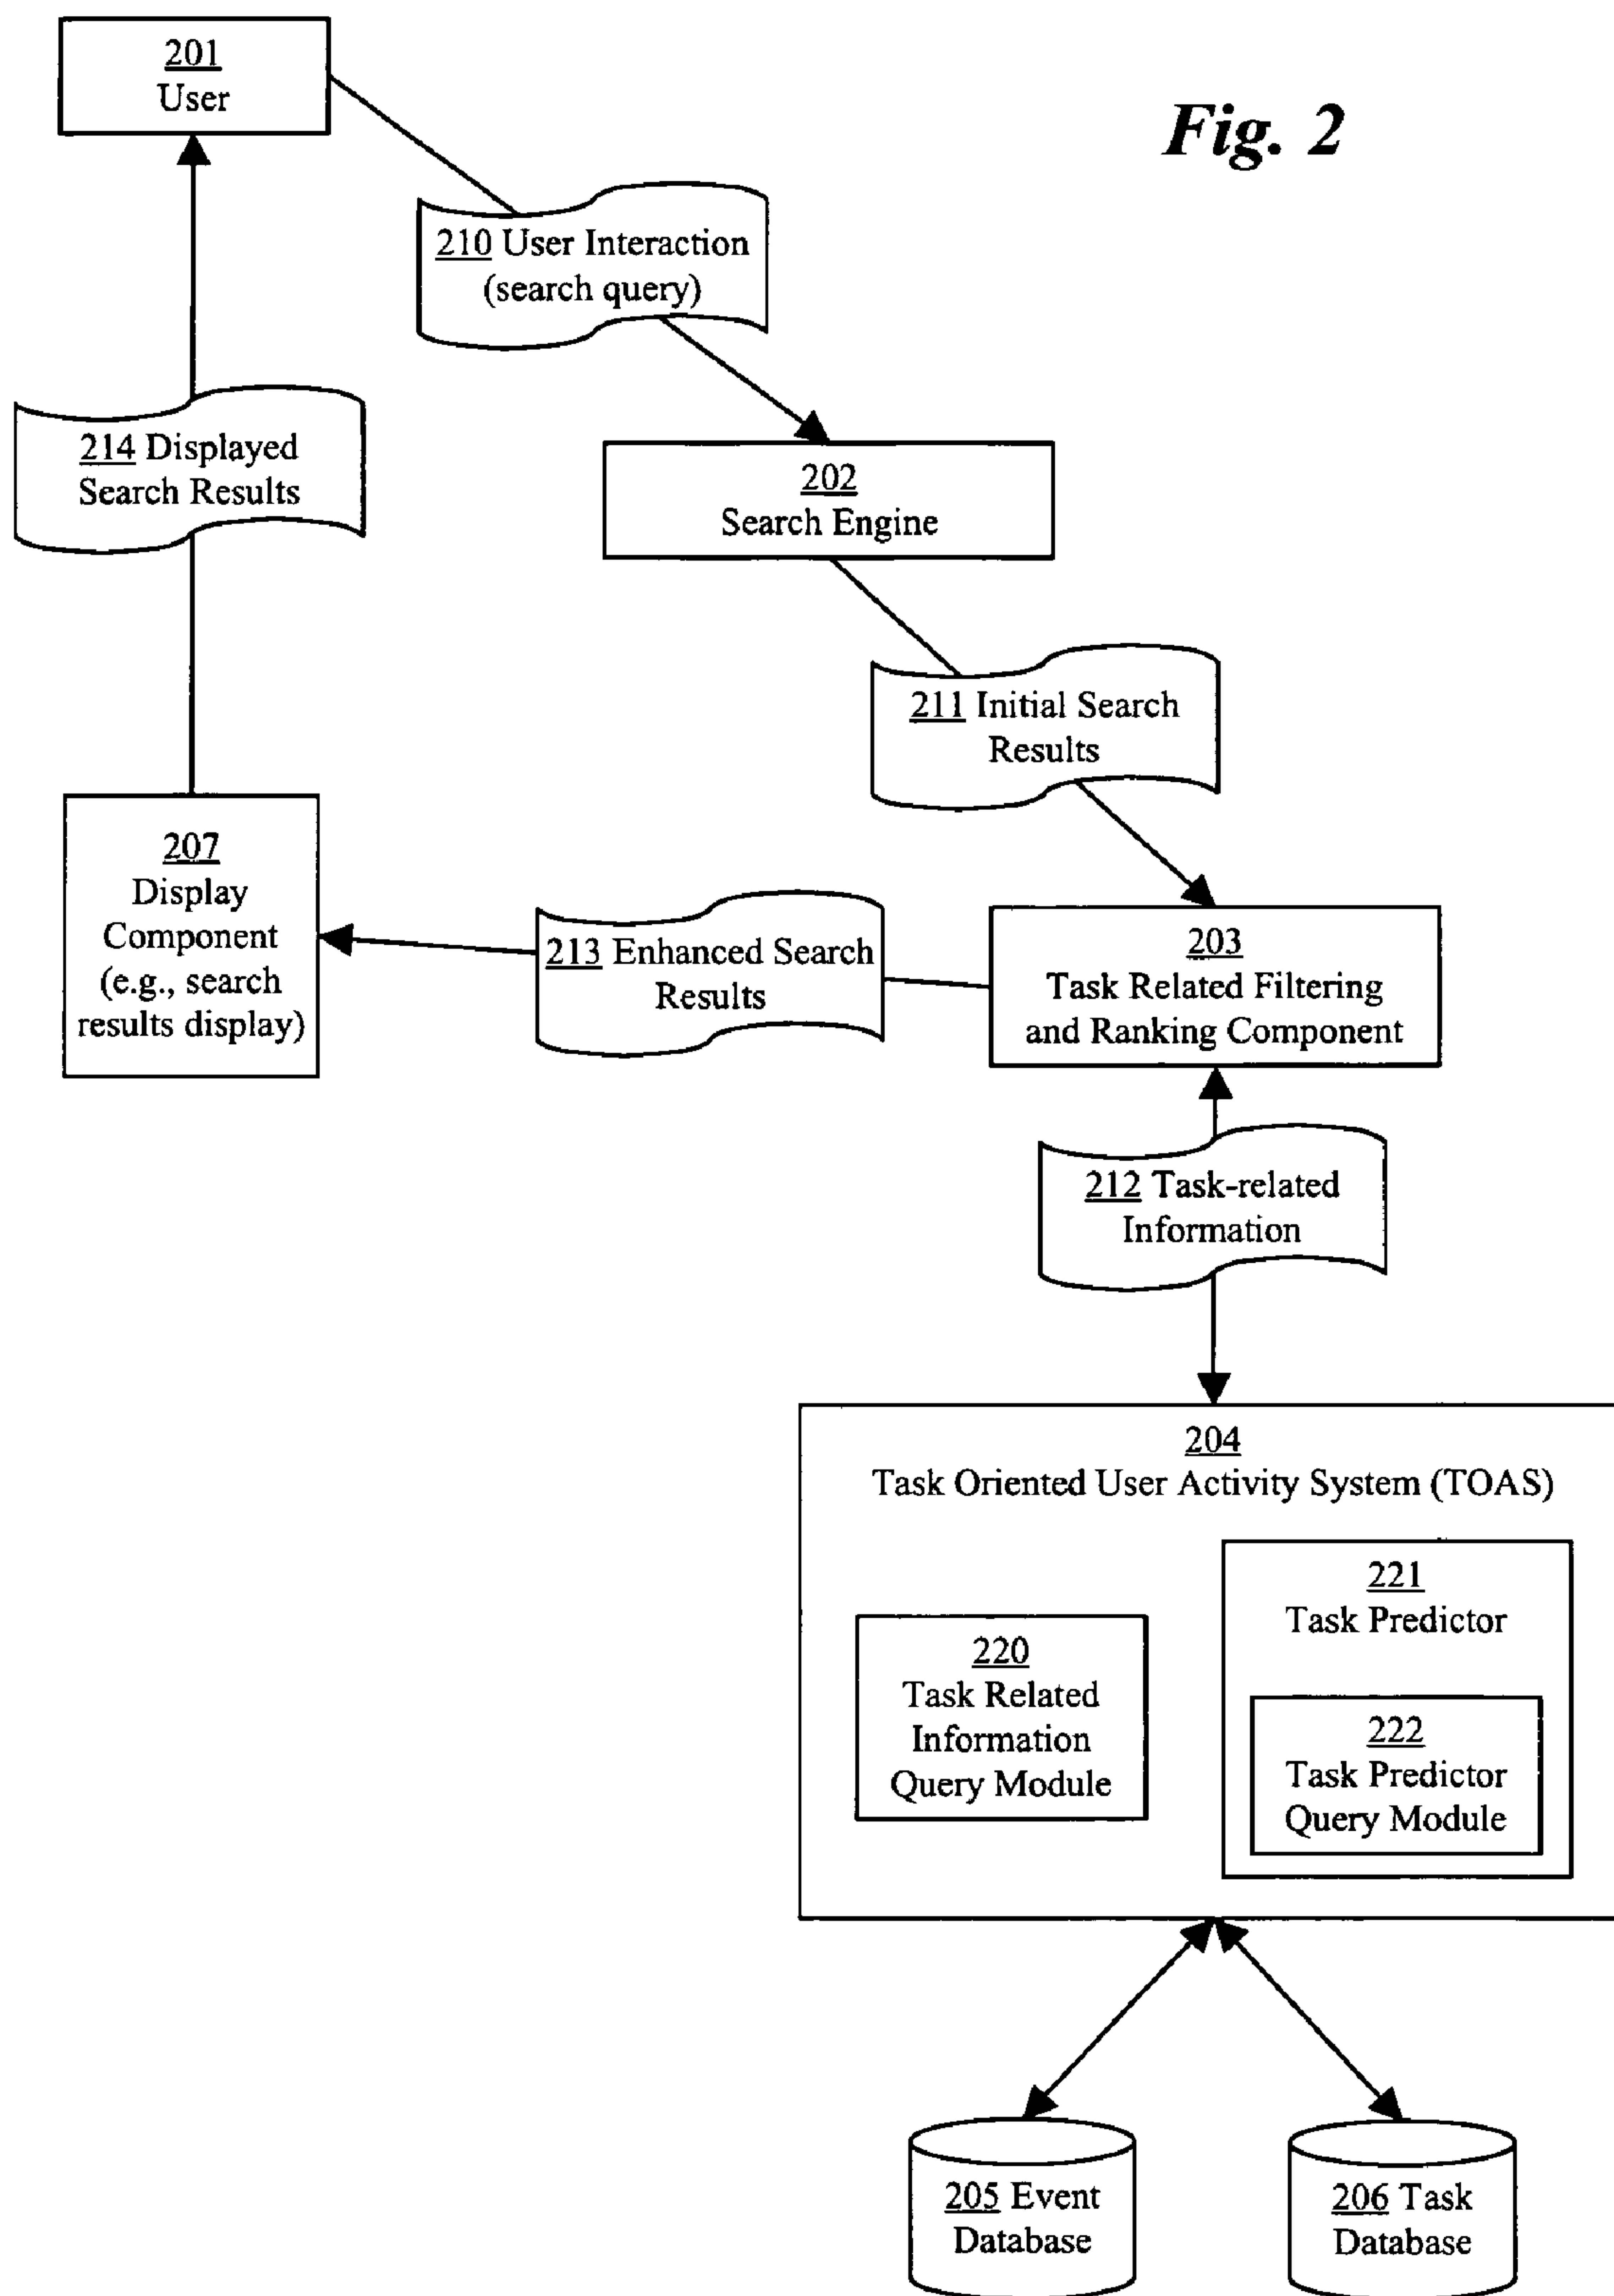 201
User
Fig. 2
210 User Interaction
(search query)
214 Displayed
Search Results
202
Search Engine
211 Initial Search
Results
207
Display
Component
(e.g., search
results display)
213 Enhanced Search
Results
203
Task Related Filtering
and Ranking Component
212 Task-related
Information
204
Task Oriented User Activity System (TOAS)
220
Task Related
Information
Query Module
221
Task Predictor
222
Task Predictor
Query Module
205 Event
Database
206 Task
Database